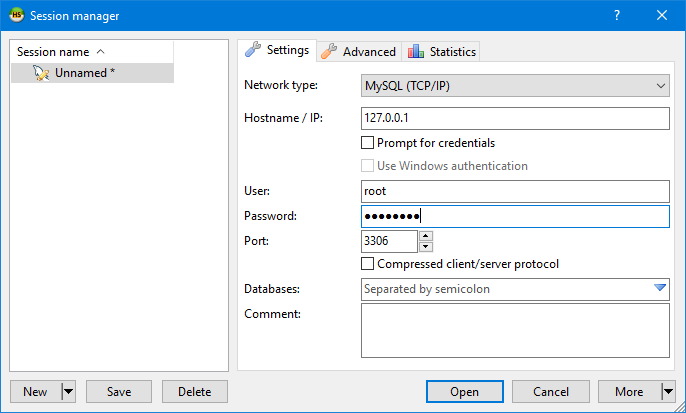 HS Session manager
Session name
Unnamed *
Settings Advanced Statistics
Network type: MySQL (TCP/IP)
Hostname / IP: 127.0.0.1
Prompt for credentials
Use Windows authentication
User: root
Password: ●●●●●●●●
Port: 3306
Compressed client/server protocol
Databases: Separated by semicolon
Comment:
New Save Delete Open Cancel More